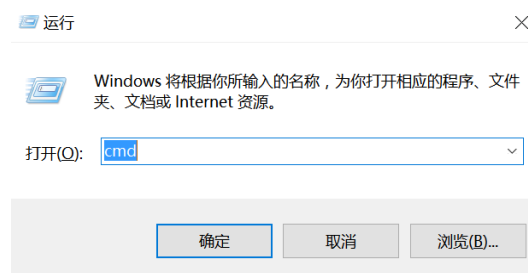 运行
Windows 将根据你所输入的名称，为你打开相应的程序、文件
夹、文档或 Internet 资源。
打开(O): cmd
确定 取消 浏览(B)...